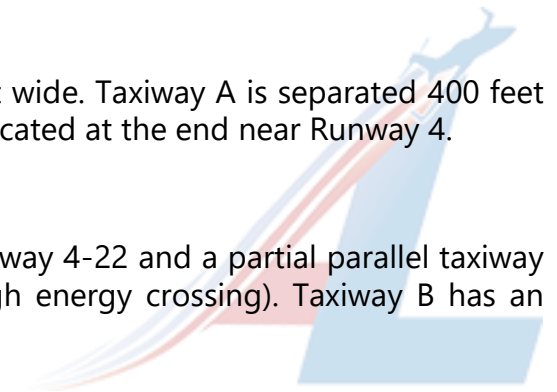 wide. Taxiway A is separated 400 feet
cated at the end near Runway 4.
way 4-22 and a partial parallel taxiway
gh energy crossing). Taxiway B has an